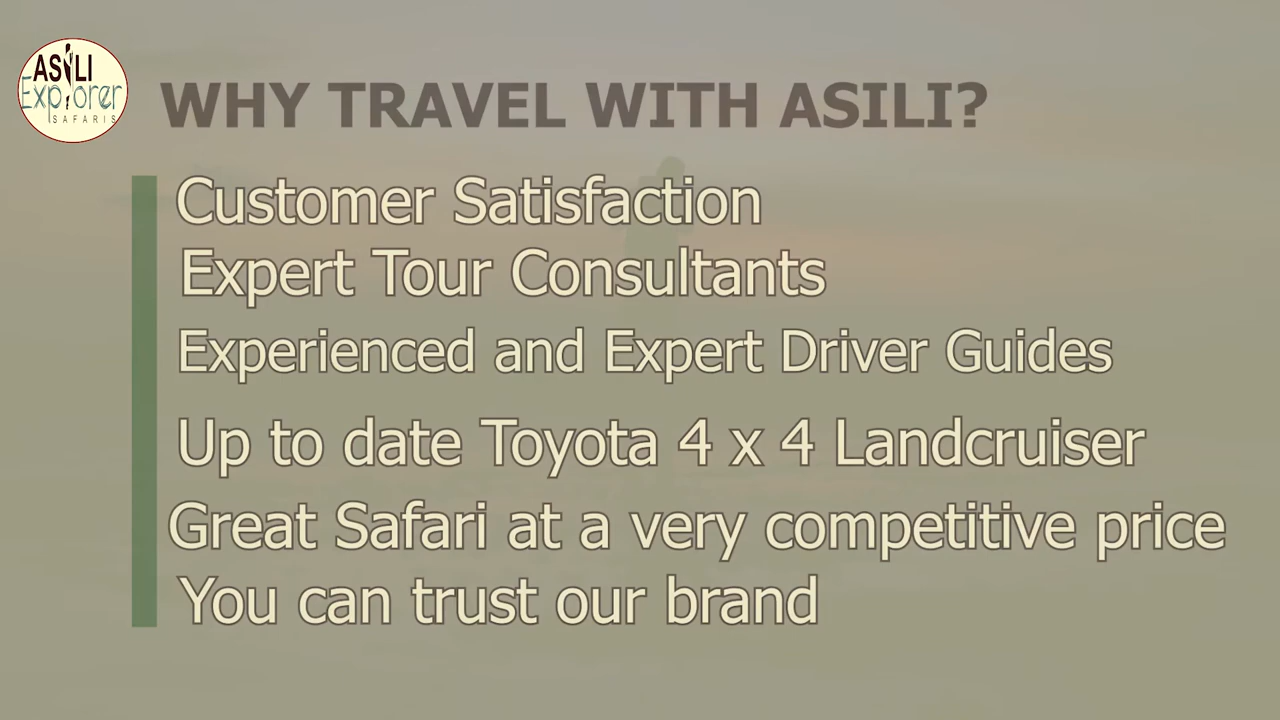 ASILI
Explorer
SAFARIS
WHY TRAVEL WITH ASILI?
Customer Satisfaction
Expert Tour Consultants
Experienced and Expert Driver Guides
Up to date Toyota 4 x 4 Landcruiser
Great Safari at a very competitive price
You can trust our brand